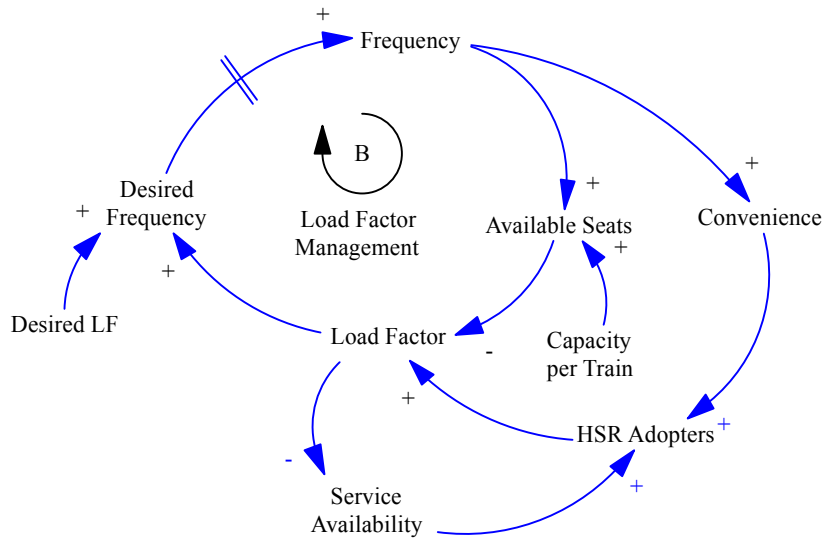 +
Frequency
B
+
+
Desired
Frequency
+
Load Factor
Management
Available Seats
+
Convenience
+
Desired LF
Load Factor
-
Capacity
per Train
+
HSR Adopters
+
-
Service
Availability
+